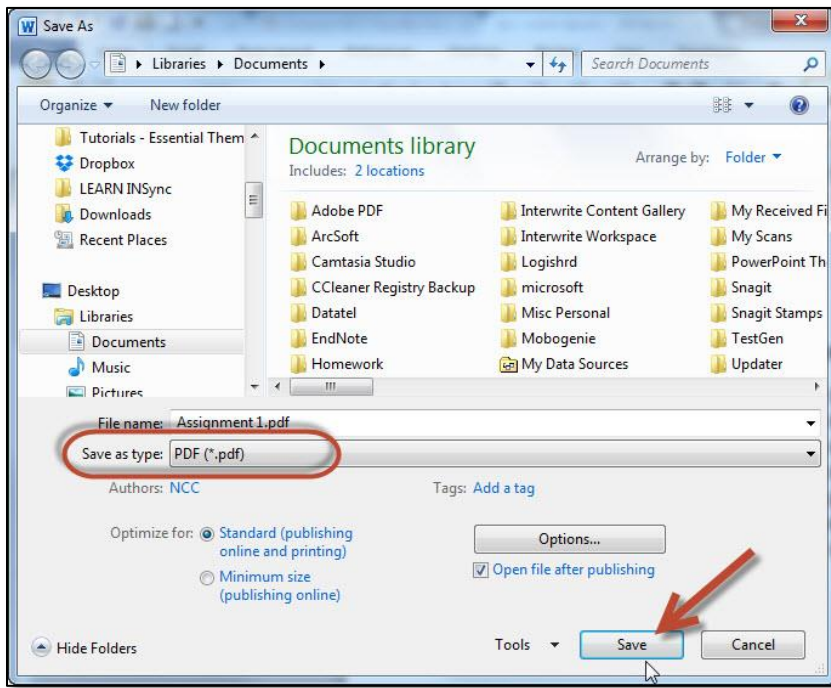 Save As
Libraries
Documents
Search Documents
Organize
New folder
Tutorials - Essential Them
Dropbox
LEARN INSync
Downloads
Recent Places
Desktop
Libraries
Documents
Music
Pictures
Documents library
Includes: 2 locations
Arrange by: Folder
Adobe PDF
ArcSoft
Camtasia Studio
CCleaner Registry Backup
Datatel
EndNote
Homework
Interwrite Content Gallery
Interwrite Workspace
Logishrd
microsoft
Misc Personal
Mobogenie
My Data Sources
My Received Fi
My Scans
PowerPoint Th
Snagit
Snagit Stamps
TestGen
Updater
File name: Assignment 1.pdf
Save as type: PDF (*.pdf)
Authors: NCC
Tags: Add a tag
Optimize for: Standard (publishing
online and printing)
Minimum size
(publishing online)
Options...
Open file after publishing
Hide Folders
Tools
Save
Cancel